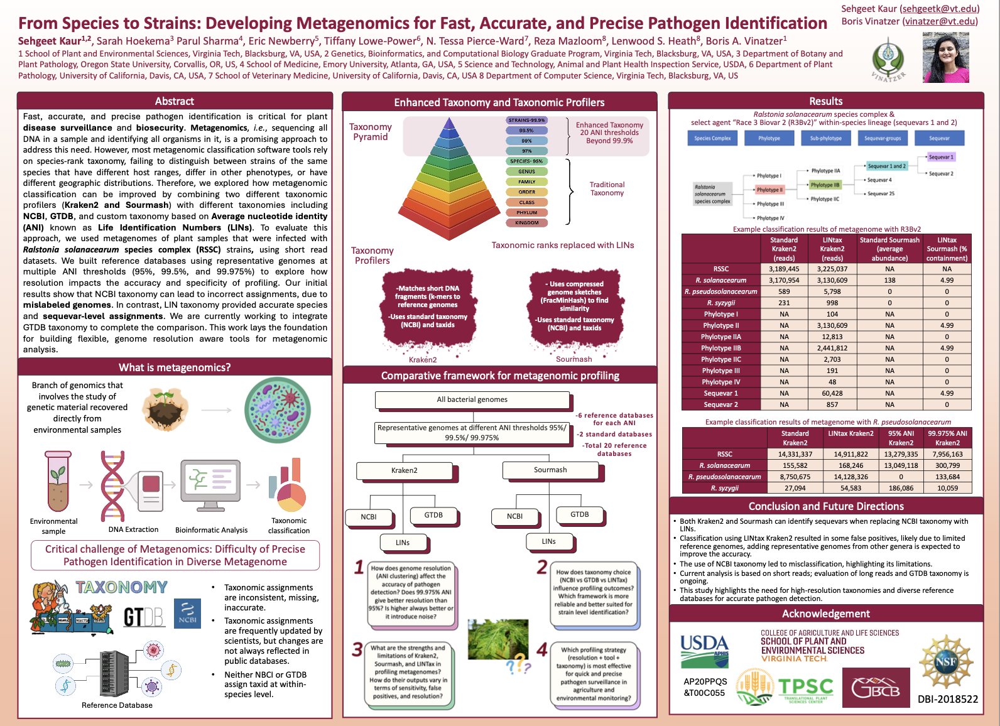 Sehgeet Kaur (sehgeetk@vt.edu)
Boris Vinatzer (vinatzer@vt.edu)
From Species to Strains: Developing Metagenomics for Fast, Accurate, and Precise Pathogen Identification
Sehgeet Kaur1,2, Sarah Hoekema3 Parul Sharma4, Eric Newberry5, Tiffany Lowe-Power6, N. Tessa Pierce-Ward7, Reza Mazloom8, Lenwood S. Heath8, Boris A. Vinatzer1
1 School of Plant and Environmental Sciences, Virginia Tech, Blacksburg, VA, USA, 2 Genetics, Bioinformatics, and Computational Biology Graduate Program, Virginia Tech, Blacksburg, VA, USA, 3 Department of Botany and
Plant Pathology, Oregon State University, Corvallis, OR, US, 4 School of Medicine, Emory University, Atlanta, GA, USA, 5 Science and Technology, Animal and Plant Health Inspection Service, USDA, 6 Department of Plant
Pathology, University of California, Davis, CA, USA, 7 School of Veterinary Medicine, University of California, Davis, CA, USA 8 Department of Computer Science, Virginia Tech, Blacksburg, VA, US
VINATZER
Abstract
Fast, accurate, and precise pathogen identification is critical for plant
disease surveillance and biosecurity. Metagenomics, i.e., sequencing all
DNA in a sample and identifying all organisms in it, is a promising approach to
address this need. However, most metagenomic classification software tools rely
on species-rank taxonomy, failing to distinguish between strains of the same
species that have different host ranges, differ in other phenotypes, or have
different geographic distributions. Therefore, we explored how metagenomic
classification can be improved by combining two different taxonomic
profilers (Kraken2 and Sourmash) with different taxonomies including
NCBI, GTDB, and custom taxonomy based on Average nucleotide identity
(ANI) known as Life Identification Numbers (LINs). To evaluate this
approach, we used metagenomes of plant samples that were infected with
Ralstonia solanacearum species complex (RSSC) strains, using short read
datasets. We built reference databases using representative genomes at
multiple ANI thresholds (95%, 99.5%, and 99.975%) to explore how
resolution impacts the accuracy and specificity of profiling. Our initial
results show that NCBI taxonomy can lead to incorrect assignments, due to
mislabeled genomes. In contrast, LIN taxonomy provided accurate species
and sequevar-level assignments. We are currently working to integrate
GTDB taxonomy to complete the comparison. This work lays the foundation
for building flexible, genome resolution aware tools for metagenomic
analysis.
What is metagenomics?
Branch of genomics that
involves the study of
genetic material recovered
directly from
environmental samples
Environmental
sample
DNA Extraction
Bioinformatic Analysis
Taxonomic
classification
Critical challenge of Metagenomics: Difficulty of Precise
Pathogen Identification in Diverse Metagenome
TAXONOMY
GTDB
NCBI
INSECTS
Reference Database
• Taxonomic assignments
are inconsistent, missing,
inaccurate.
• Taxonomic assignments
are frequently updated by
scientists, but changes are
not always reflected in
public databases.
• Neither NBCI or GTDB
assign taxid at within-
species level.
Enhanced Taxonomy and Taxonomic Profilers
Taxonomy
Pyramid
STRAINS-99.9%
99.5%
99%
97%
SPECIES- 95%
GENUS
FAMILY
ORDER
CLASS
PHYLUM
KINGDOM
Enhanced Taxonomy
20 ANI thresholds
Beyond 99.9%
Traditional
Taxonomy
Taxonomic ranks replaced with LINs
Taxonomy
Profilers
-Matches short DNA
fragments (k-mers to
reference genomes
-Uses standard taxonomy
(NCBI) and taxids
Kraken2
- Uses compressed
genome sketches
(FracMinHash) to find
similarity
-Uses standard taxonomy
(NCBI) and taxids
Sourmash
Comparative framework for metagenomic profiling
All bacterial genomes
Representative genomes at different ANI thresholds 95%/
99.5%/ 99.975%
-6 reference databases
for each ANI
-2 standard databases
-Total 20 reference
databases
Kraken2
Sourmash
NCBI
GTDB
LINs
NCBI
GTDB
LINs
1
How does genome resolution
(ANI clustering) affect the
accuracy of pathogen
detection? Does 99.975% ANI
give better resolution than
95%? Is higher always better or
it introduce noise?
2
How does taxonomy choice
(NCBI vs GTDB vs LINTax)
influence profiling outcomes?
Which framework is more
reliable and better suited for
strain level identification?
3
What are the strengths and
limitations of Kraken2,
Sourmash, and LINTax in
profiling metagenomes?
How do their outputs vary in
terms of sensitivity, false
positives, and resolution?
???
4
Which profiling strategy
(resolution + tool +
taxonomy) is most effective
for quick and precise
pathogen surveillance in
agriculture and
environmental monitoring?
Results
Ralstonia solanacearum species complex &
select agent “Race 3 Biovar 2 (R3Bv2)” within-species lineage (sequevars 1 and 2)
Species Complex Phylotype Sub-phylotype Sequevar-groups Sequevar
Ralstonia
solanacearum
species complex
Phylotype I
Phylotype II
Phylotype III
Phylotype IV
Phylotype IIA
Phylotype IIB
Phylotype IIC
Sequevar 1 and 2
Sequevar 4
Sequevar 25
Sequevar 1
Sequevar 2
Example classification results of metagenome with R3Bv2
Standard Kraken2 (reads) LINtax Kraken2 (reads) Standard Sourmash (average abundance) LINtax Sourmash (% containment)
RSSC 3,189,445 3,225,037 NA NA
R. solanacearum 3,170,954 3,130,609 138 4.99
R. pseudosolanacearum 589 5,798 0 0
R. syzygii 231 998 0 0
Phylotype I NA 104 NA 0
Phylotype II NA 3,130,609 NA 4.99
Phylotype IIA NA 12,813 NA 0
Phylotype IIB NA 2,441,812 NA 4.99
Phylotype IIC NA 2,703 NA 0
Phylotype III NA 191 NA 0
Phylotype IV NA 48 NA 0
Sequevar 1 NA 60,428 NA 4.99
Sequevar 2 NA 857 NA 0
Example classification results of metagenome with R. pseudosolanacearum
Standard Kraken2 LINtax Kraken2 95% ANI Kraken2 99.975% ANI Kraken2
RSSC 14,331,337 14,911,822 13,279,335 7,956,163
R. solanacearum 155,582 168,246 13,049,118 300,799
R. pseudosolanacearum 8,750,675 14,128,326 0 133,684
R. syzygii 27,094 54,583 186,086 10,059
Conclusion and Future Directions
• Both Kraken2 and Sourmash can identify sequevars when replacing NCBI taxonomy with
LINs.
• Classification using LINtax Kraken2 resulted in some false positives, likely due to limited
reference genomes, adding representative genomes from other genera is expected to
improve the accuracy.
• The use of NCBI taxonomy led to misclassification, highlighting its limitations.
• Current analysis is based on short reads; evaluation of long reads and GTDB taxonomy is
ongoing.
• This study highlights the need for high-resolution taxonomies and diverse reference
databases for accurate pathogen detection.
Acknowledgement
USDA
APHIS
AP20PPQS
&T00C055
COLLEGE OF AGRICULTURE AND LIFE SCIENCES
SCHOOL OF PLANT AND
ENVIRONMENTAL SCIENCES
VIRGINIA TECH.
TPSC
TRANSLATIONAL PLANT
SCIENCES CENTER
GBCB
NSF
DBI-2018522